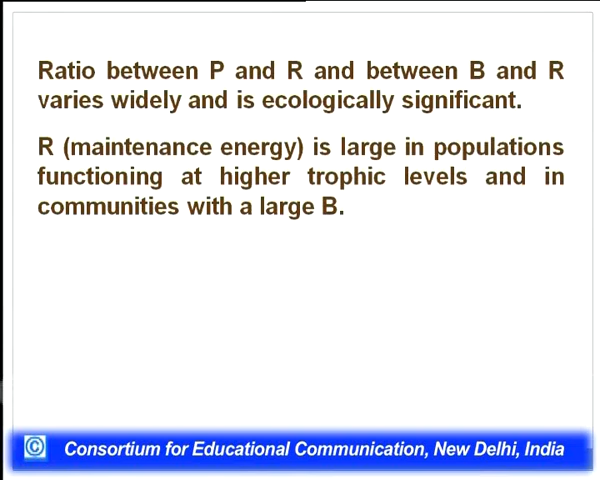 Ratio between P and R and between B and R
varies widely and is ecologically significant.
R (maintenance energy) is large in populations
functioning at higher trophic levels and in
communities with a large B.
© Consortium for Educational Communication, New Delhi, India